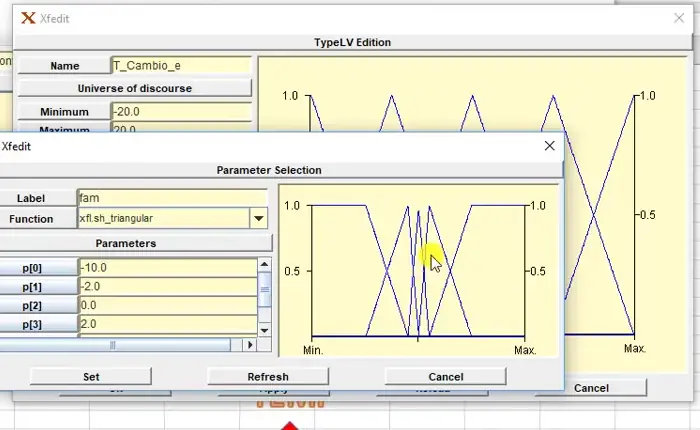 Xfedit
TypeLV Edition
Name T_Cambio_e
Universe of discourse
Minimum -20.0
Maximum 20.0
1.0 1.0
-0.5
Max.
Xfedit
Parameter Selection
Label fam
Function xfl.sh_triangular
Parameters
p[0] -10.0
p[1] -2.0
p[2] 0.0
p[3] 2.0
1.0 1.0
0.5 0.5
Min. Max.
Set Refresh Cancel
Apply Reload Cancel